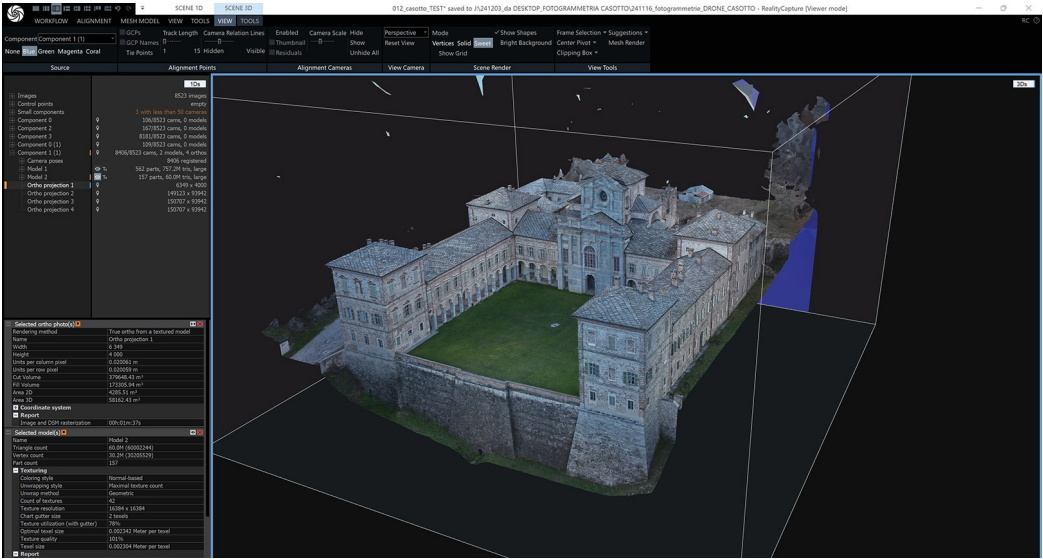 SCENE 1D SCENE 3D 012_casotto_TEST* saved to J:\241203_da DESKTOP_FOTOGRAMMETRIA CASOTTO\241116_fotogrammetrie_DRONE_CASOTTO - RealityCapture [Viewer mode]
WORKFLOW ALIGNMENT MESH MODEL VIEW TOOLS VIEW TOOLS RC
Component Component 1 (1)
None Blue Green Magenta Coral
Source
GCPs Track Length Camera Relation Lines
GCP Names
Tie Points 1 15 Hidden Visible
Alignment Points
Enabled Camera Scale Hide
Thumbnail Show
Residuals Unhide All
Alignment Cameras
Perspective
Reset View
View Camera
Mode Show Shapes
Vertices Solid Sweet Bright Background
Show Grid
Scene Render
Frame Selection Suggestions
Center Pivot Mesh Render
Clipping Box
View Tools
1Ds
3Ds
Images 8523 images
Control points empty
Small components 3 with less than 50 cameras
Component 0 106/8523 cams, 0 models
Component 2 167/8523 cams, 0 models
Component 3 8181/8523 cams, 0 models
Component 0 (1) 109/8523 cams, 0 models
Component 1 (1) 8406/8523 cams, 2 models, 4 orthos
Camera poses 8406 registered
Model 1 562 parts, 757.2M tris, large
Model 2 157 parts, 60.0M tris, large
Ortho projection 1 6349 x 4000
Ortho projection 2 149123 x 93942
Ortho projection 3 150707 x 93942
Ortho projection 4 150707 x 93942
Selected ortho photo(s)
Rendering method True ortho from a textured model
Name Ortho projection 1
Width 6 349
Height 4 000
Units per column pixel 0.020061 m
Units per row pixel 0.020059 m
Cut Volume 379648.43 m³
Fill Volume 173305.94 m³
Area 2D 4285.51 m²
Area 3D 58162.43 m²
Coordinate system
Report
Image and DSM rasterization 00h:01m:37s
Selected model(s)
Name Model 2
Triangle count 60.0M (60002244)
Vertex count 30.2M (30205529)
Part count 157
Texturing
Coloring style Normal-based
Unwrapping style Maximal texture count
Unwrap method Geometric
Count of textures 42
Texture resolution 16384 x 16384
Chart gutter size 2 texels
Texture utilization (with gutter) 78%
Optimal texel size 0.002342 Meter per texel
Texture quality 101%
Texel size 0.002304 Meter per texel
Report